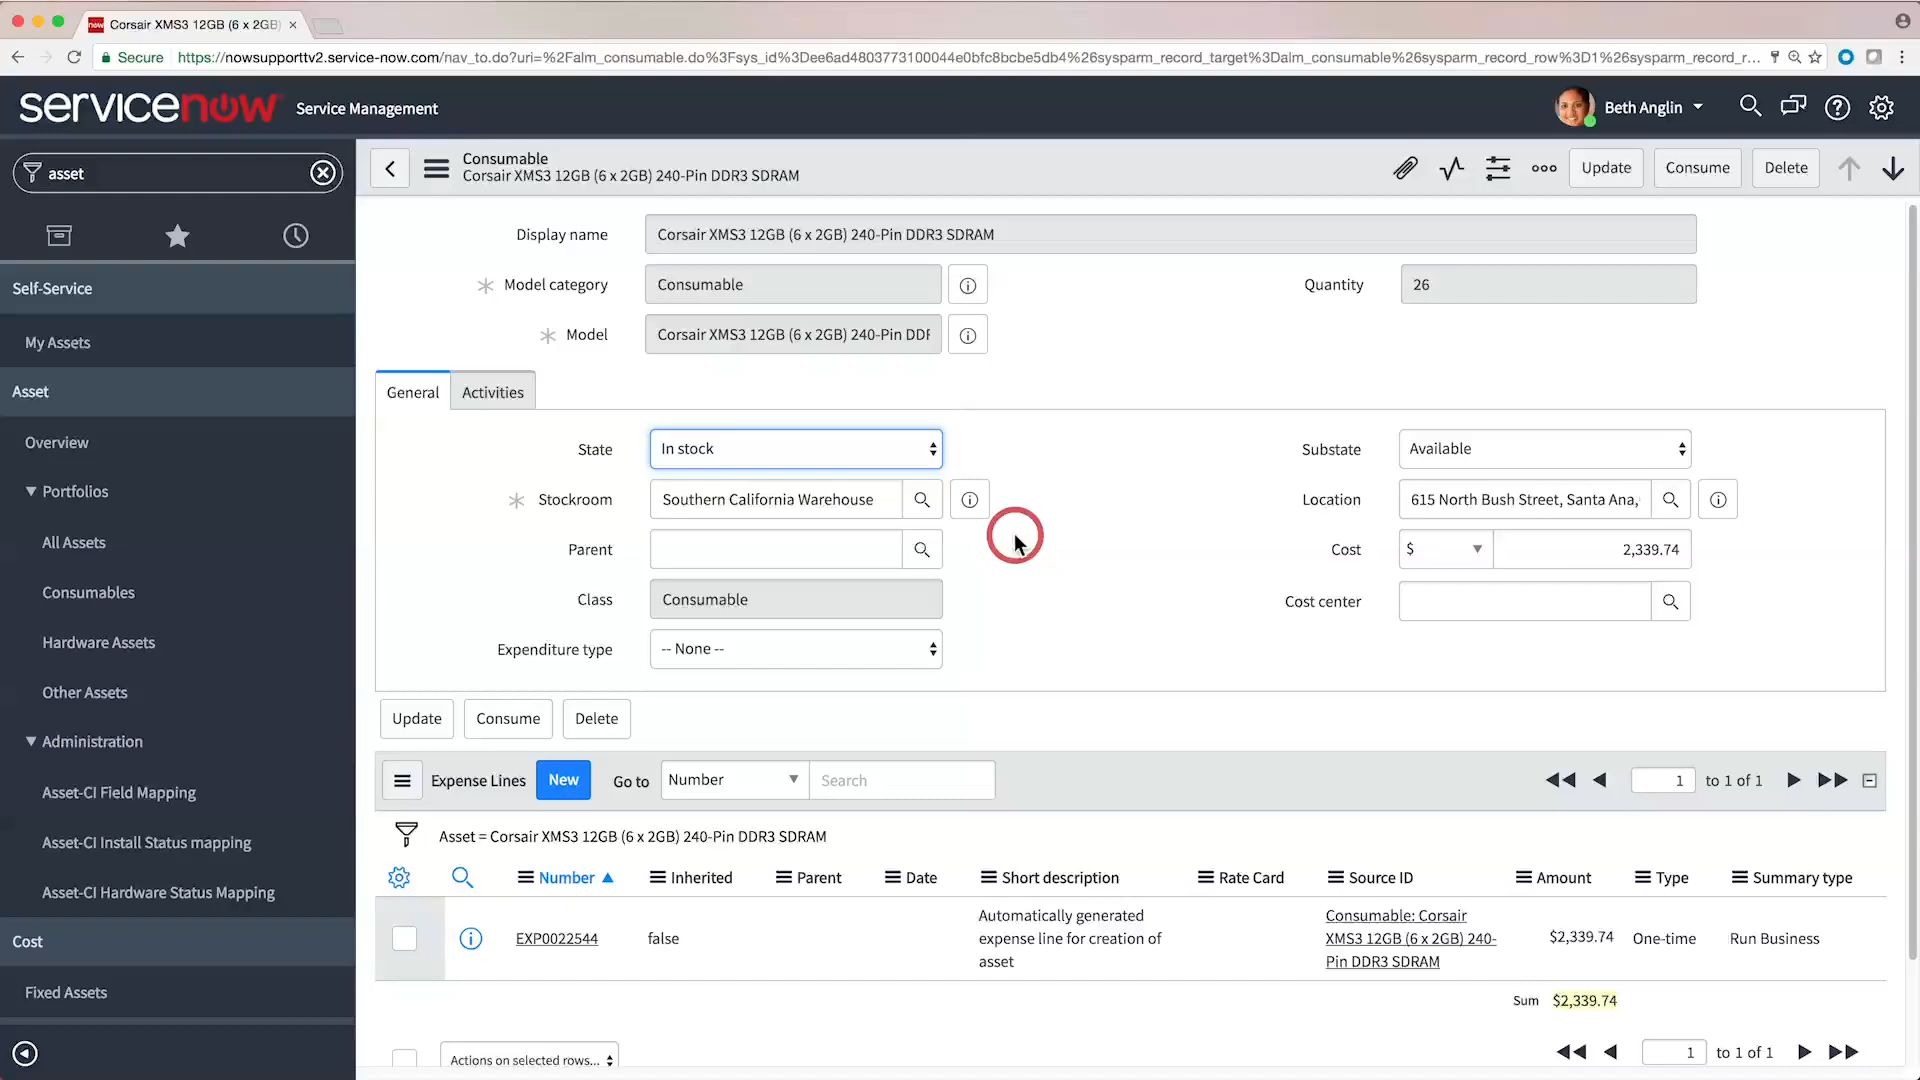 Corsair XMS3 12GB (6 x 2GB)
Secure https://nowsupporttv2.service-now.com/nav_to.do?uri=%2Falm_consumable.do%3Fsys_id%3Dee6ad4803773100044e0bfc8bcbe5db4%26sysparm_record_target%3Dalm_consumable%26sysparm_record_row%3D1%26sysparm_record_r...
servicenow Service Management
Beth Anglin
asset
Self-Service
My Assets
Asset
Overview
Portfolios
All Assets
Consumables
Hardware Assets
Other Assets
Administration
Asset-CI Field Mapping
Asset-CI Install Status mapping
Asset-CI Hardware Status Mapping
Cost
Fixed Assets
Consumable
Corsair XMS3 12GB (6 x 2GB) 240-Pin DDR3 SDRAM
Update Consume Delete
Display name Corsair XMS3 12GB (6 x 2GB) 240-Pin DDR3 SDRAM
Model category Consumable Quantity 26
Model Corsair XMS3 12GB (6 x 2GB) 240-Pin DDR
General Activities
State In stock Substate Available
Stockroom Southern California Warehouse Location 615 North Bush Street, Santa Ana,
Parent Cost $ 2,339.74
Class Consumable Cost center
Expenditure type -- None --
Update Consume Delete
Expense Lines New Go to Number Search 1 to 1 of 1
Asset = Corsair XMS3 12GB (6 x 2GB) 240-Pin DDR3 SDRAM
Number Inherited Parent Date Short description Rate Card Source ID Amount Type Summary type
EXP0022544 false Automatically generated expense line for creation of asset Consumable: Corsair XMS3 12GB (6 x 2GB) 240-Pin DDR3 SDRAM $2,339.74 One-time Run Business
Sum $2,339.74
Actions on selected rows... 1 to 1 of 1